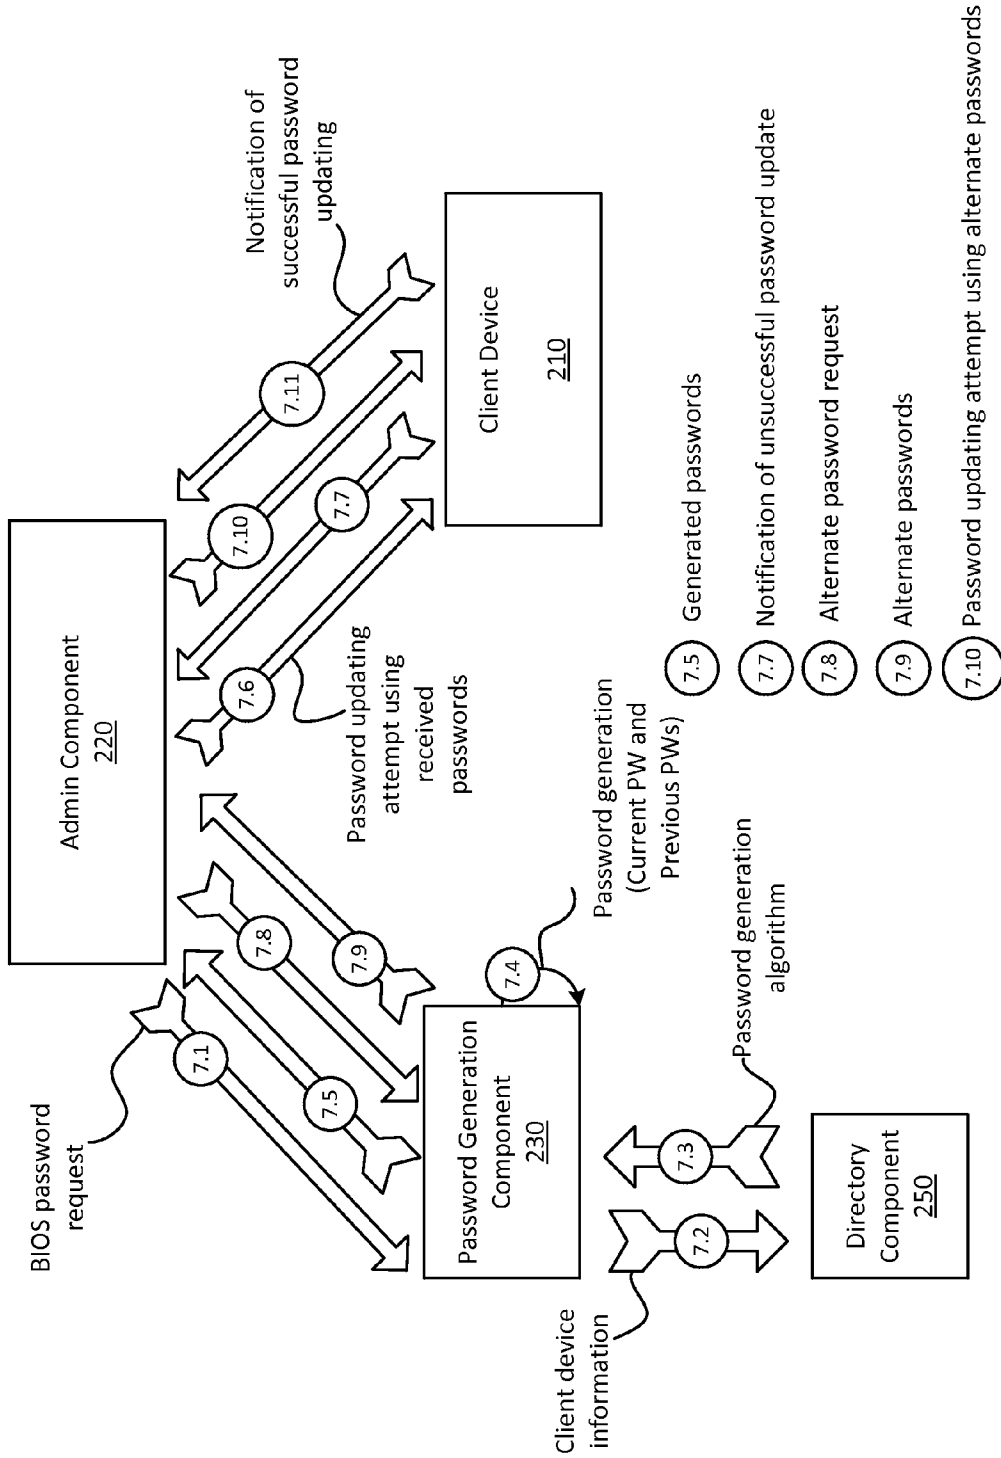 BIOS password
request
Admin Component
220
Notification of
successful password
updating
7.1
7.5
7.8
7.9
7.6
7.7
7.10
7.11
Password updating
attempt using
received
passwords
Password Generation
Component
230
7.4
Password generation
(Current PW and
Previous PWs)
Client Device
210
Client device
information
7.2
7.3
Password generation
algorithm
Directory
Component
250
7.5 Generated passwords
7.7 Notification of unsuccessful password update
7.8 Alternate password request
7.9 Alternate passwords
7.10 Password updating attempt using alternate passwords